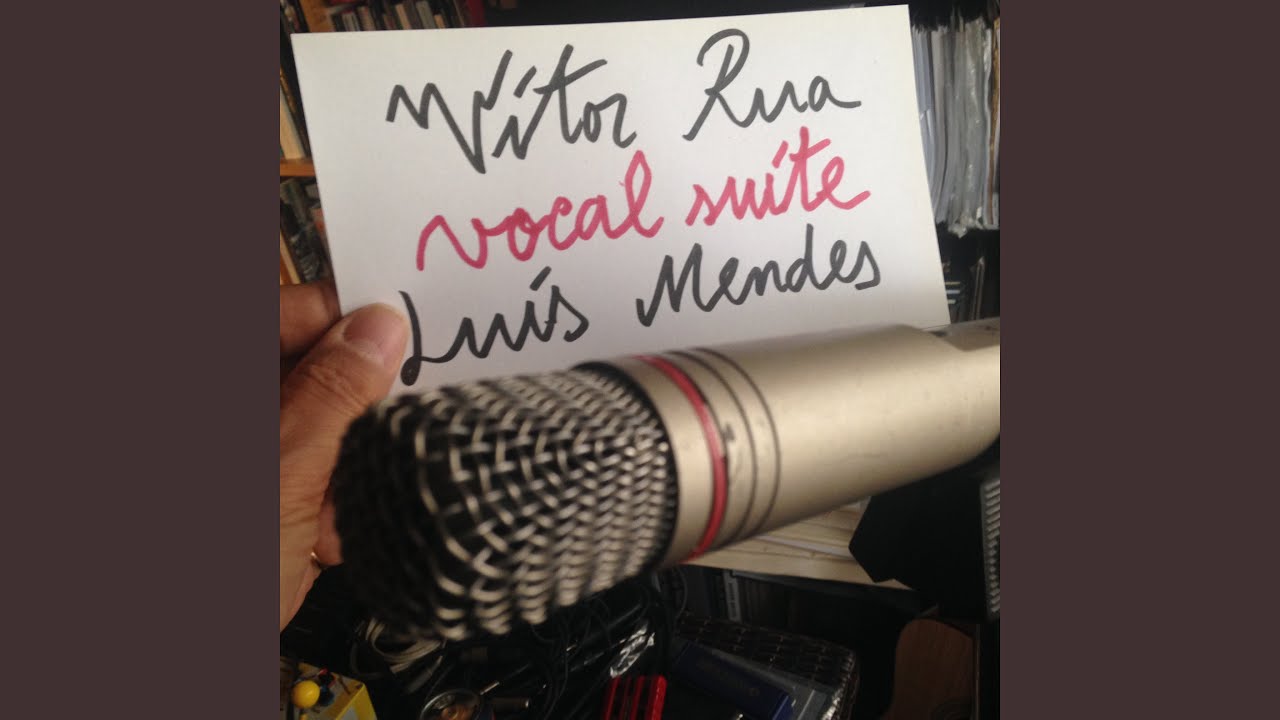 Vítor Rua
vocal suite
Luís Mendes